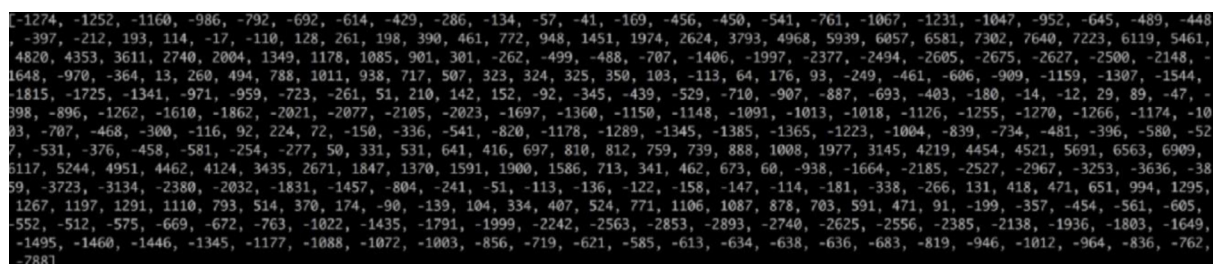 [-1274, -1252, -1160, -986, -792, -692, -614, -429, -286, -134, -57, -41, -169, -456, -450, -541, -761, -1067, -1231, -1047, -952, -645, -489, -448
, -397, -212, 193, 114, -17, -110, 128, 261, 198, 390, 461, 772, 948, 1451, 1974, 2624, 3793, 4968, 5939, 6057, 6581, 7302, 7640, 7223, 6119, 5461,
4820, 4353, 3611, 2740, 2004, 1349, 1178, 1085, 901, 301, -262, -499, -488, -707, -1406, -1997, -2377, -2494, -2605, -2675, -2627, -2500, -2148, -
1648, -970, -364, 13, 260, 494, 788, 1011, 938, 717, 507, 323, 324, 325, 350, 103, -113, 64, 176, 93, -249, -461, -606, -909, -1159, -1307, -1544,
-1815, -1725, -1341, -971, -959, -723, -261, 51, 210, 142, 152, -92, -345, -439, -529, -710, -907, -887, -693, -403, -180, -14, -12, 29, 89, -47, -
398, -896, -1262, -1610, -1862, -2021, -2077, -2105, -2023, -1697, -1360, -1150, -1148, -1091, -1013, -1018, -1126, -1255, -1270, -1266, -1174, -10
03, -707, -468, -300, -116, 92, 224, 72, -150, -336, -541, -820, -1178, -1289, -1345, -1385, -1365, -1223, -1004, -839, -734, -481, -396, -580, -52
7, -531, -376, -458, -581, -254, -277, 50, 331, 531, 641, 416, 697, 810, 812, 759, 739, 888, 1008, 1977, 3145, 4219, 4454, 4521, 5691, 6563, 6909,
6117, 5244, 4951, 4462, 4124, 3435, 2671, 1847, 1370, 1591, 1900, 1586, 713, 341, 462, 673, 60, -938, -1664, -2185, -2527, -2967, -3253, -3636, -38
59, -3723, -3134, -2380, -2032, -1831, -1457, -804, -241, -51, -113, -136, -122, -158, -147, -114, -181, -338, -266, 131, 418, 471, 651, 994, 1295,
1267, 1197, 1291, 1110, 793, 514, 370, 174, -90, -139, 104, 334, 407, 524, 771, 1106, 1087, 878, 703, 591, 471, 91, -199, -357, -454, -561, -605,
-552, -512, -575, -669, -672, -763, -1022, -1435, -1791, -1999, -2242, -2563, -2853, -2893, -2740, -2625, -2556, -2385, -2138, -1936, -1803, -1649,
-1495, -1460, -1446, -1345, -1177, -1088, -1072, -1003, -856, -719, -621, -585, -613, -634, -638, -636, -683, -819, -946, -1012, -964, -836, -762,
-788]